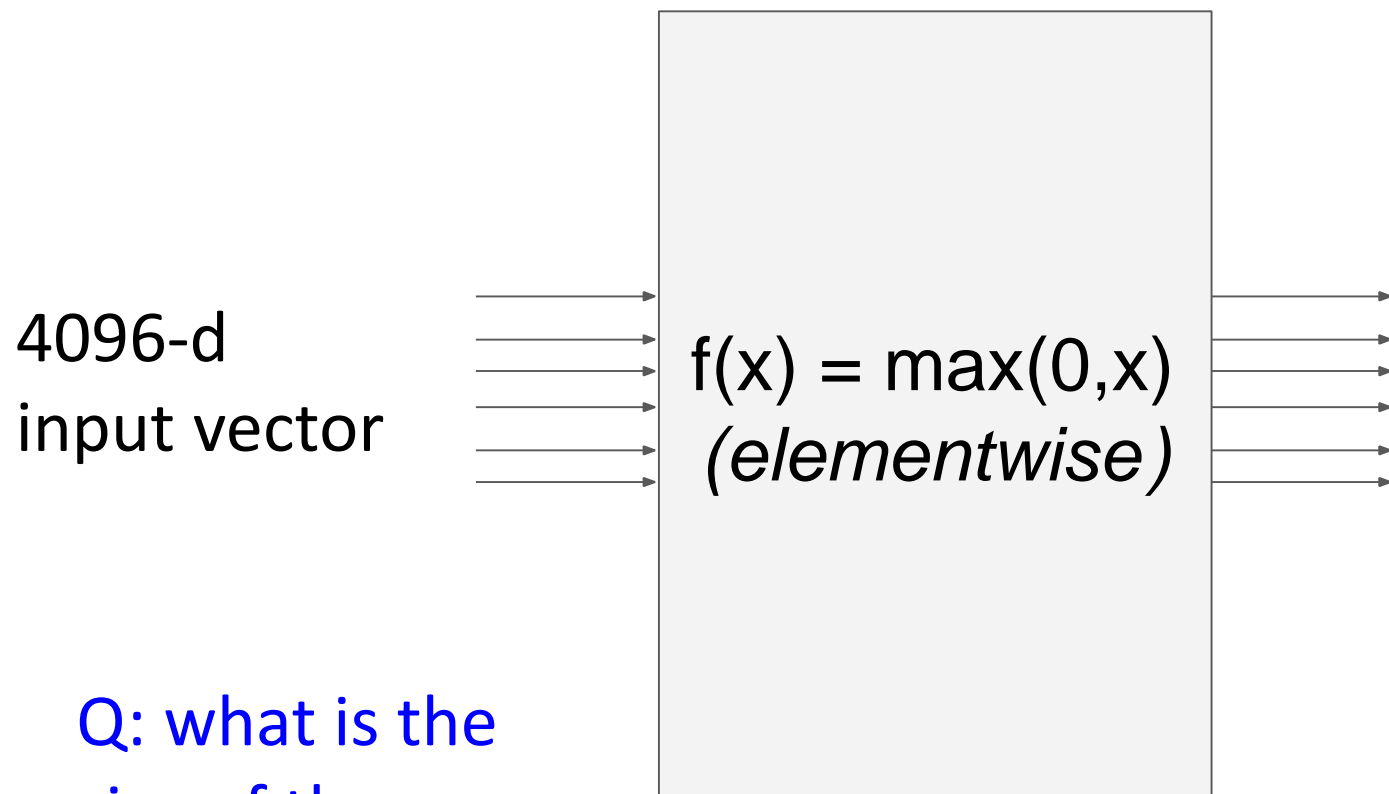 4096-d
input vector
f(x) = max(0,x)
(elementwise)
Q: what is the